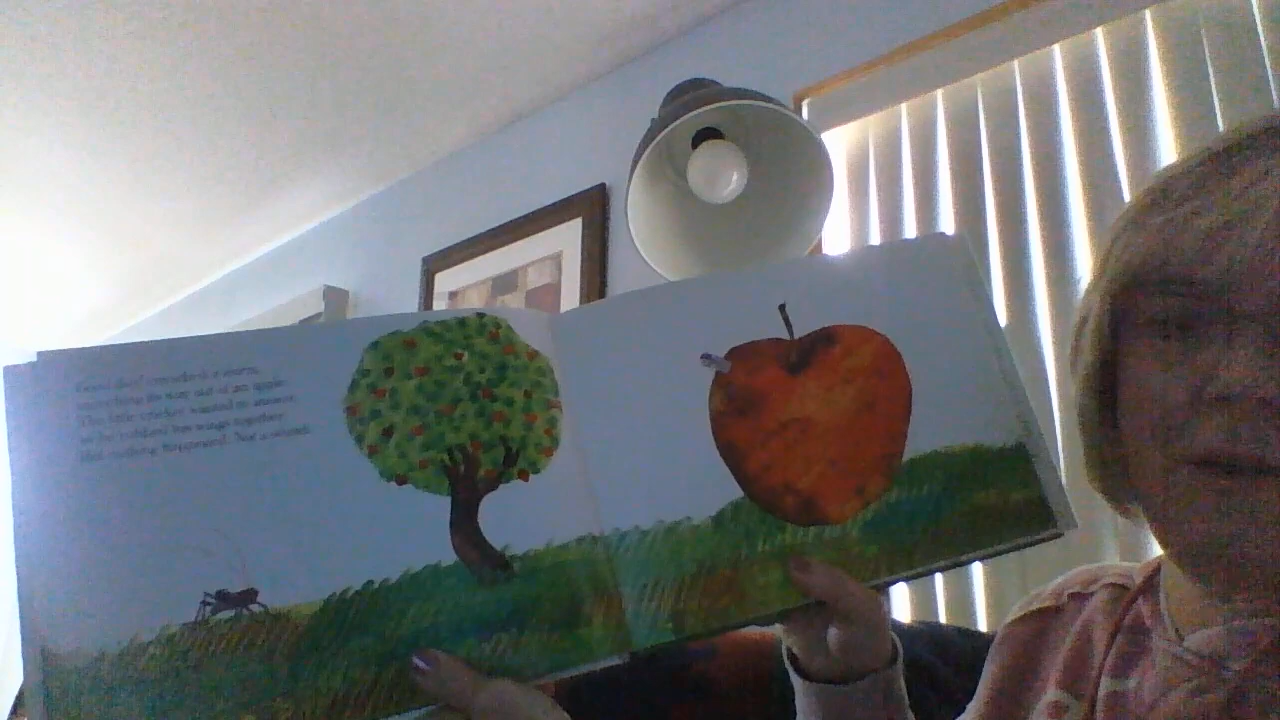 Good day! crunched a worm,
munching its way out of an apple.
The little cricket wanted to answer,
so he rubbed his wings together.
But nothing happened. Not a sound.